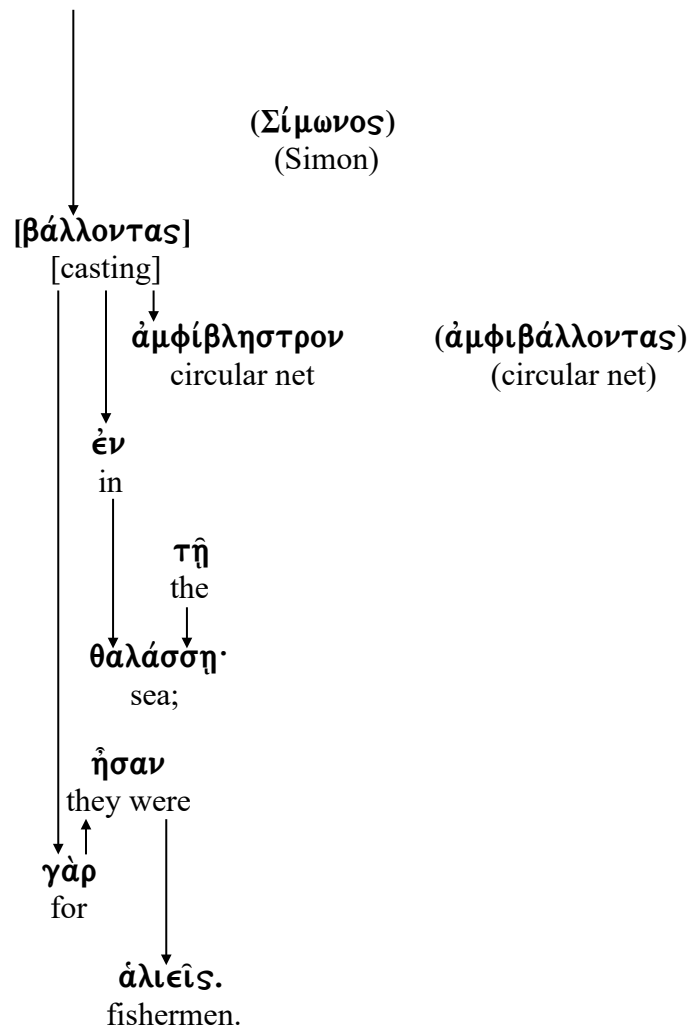 (Σίμωνος)
(Simon)
[βάλλοντας]
[casting]
ἀμφίβληστρον (ἀμφιβάλλοντας)
circular net (circular net)
ἐν
in
τῇ
the
θαλάσσῃ·
sea;
ἦσαν
they were
γὰρ
for
ἁλιεῖς.
fishermen.